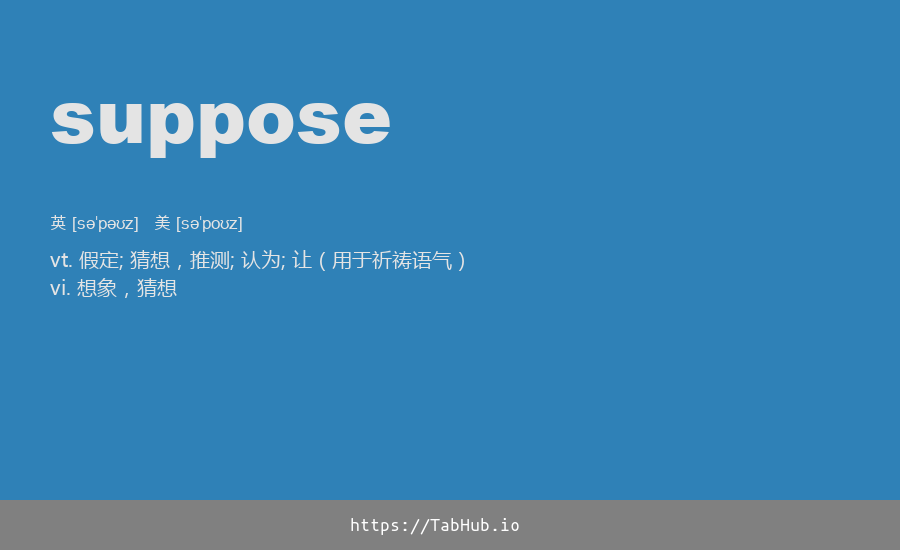 suppose
英 [səˈpəʊz] 美 [səˈpoʊz]
vt. 假定; 猜想，推测; 认为; 让（用于祈祷语气）
vi. 想象，猜想
https://TabHub.io